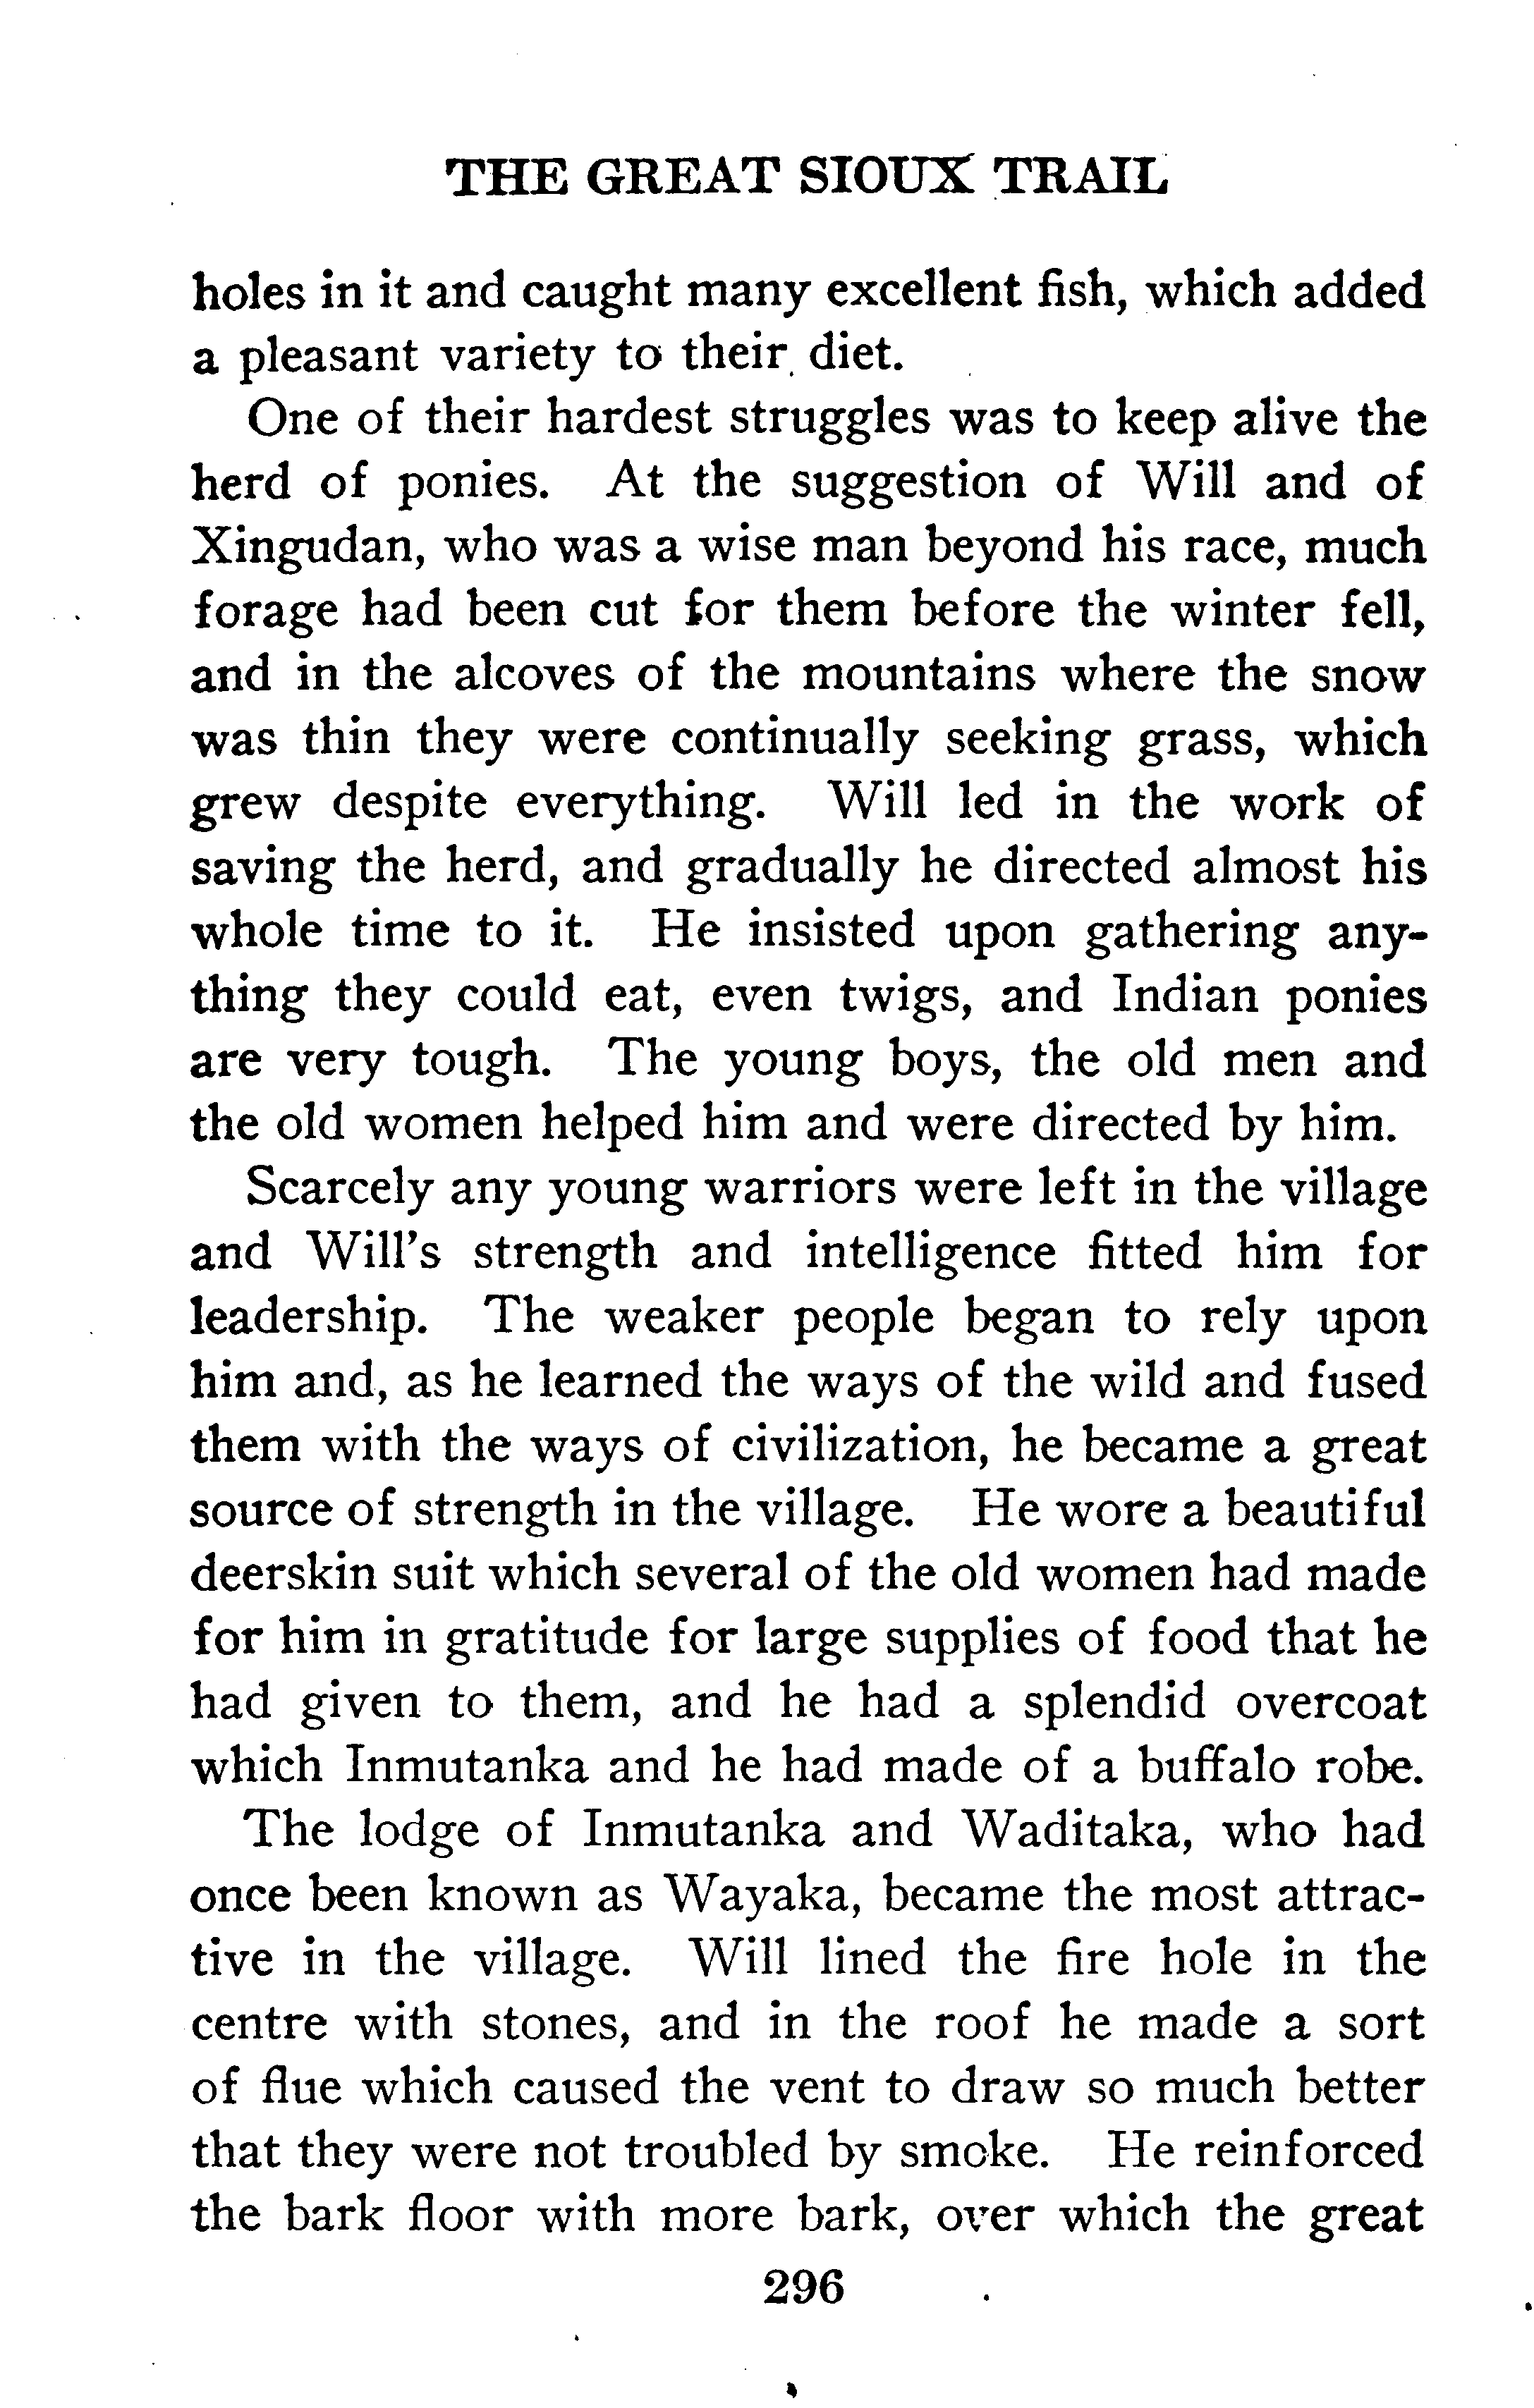 THE GREAT SIOUX TRAIL
holes in it and caught many excellent fish, which added
a pleasant variety to their diet.
One of their hardest struggles was to keep alive the
herd of ponies. At the suggestion of Will and of
Xingudan, who was a wise man beyond his race, much
forage had been cut for them before the winter fell,
and in the alcoves of the mountains where the snow
was thin they were continually seeking grass, which
grew despite everything. Will led in the work of
saving the herd, and gradually he directed almost his
whole time to it. He insisted upon gathering any-
thing they could eat, even twigs, and Indian ponies
are very tough. The young boys, the old men and
the old women helped him and were directed by him.
Scarcely any young warriors were left in the village
and Will's strength and intelligence fitted him for
leadership. The weaker people began to rely upon
him and, as he learned the ways of the wild and fused
them with the ways of civilization, he became a great
source of strength in the village. He wore a beautiful
deerskin suit which several of the old women had made
for him in gratitude for large supplies of food that he
had given to them, and he had a splendid overcoat
which Inmutanka and he had made of a buffalo robe.
The lodge of Inmutanka and Waditaka, who had
once been known as Wayaka, became the most attrac-
tive in the village. Will lined the fire hole in the
centre with stones, and in the roof he made a sort
of flue which caused the vent to draw so much better
that they were not troubled by smoke. He reinforced
the bark floor with more bark, over which the great
296